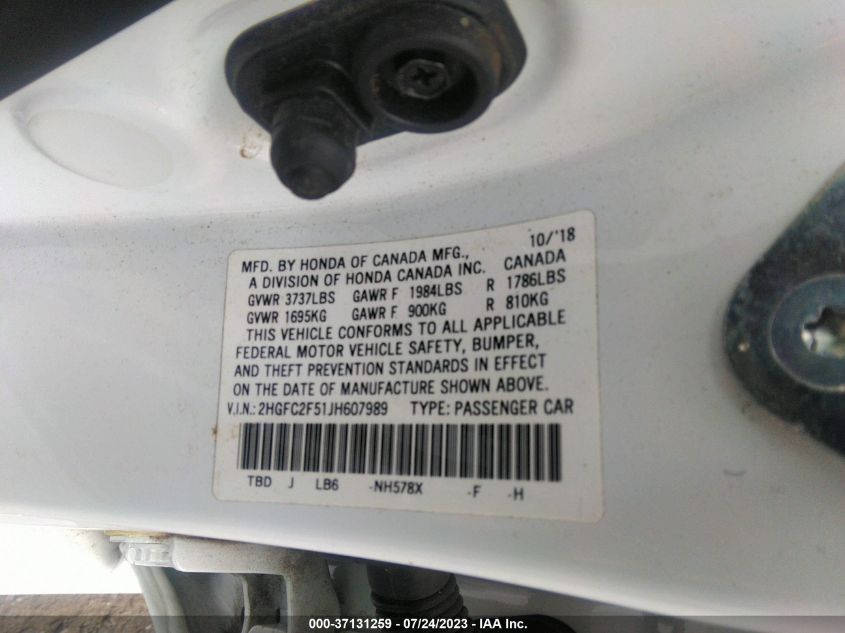 10/'18
MFD. BY HONDA OF CANADA MFG.,
A DIVISION OF HONDA CANADA INC. CANADA
GVWR 3737LBS GAWR F 1984LBS R 1786LBS
GVWR 1695KG GAWR F 900KG R 810KG
THIS VEHICLE CONFORMS TO ALL APPLICABLE
FEDERAL MOTOR VEHICLE SAFETY, BUMPER,
AND THEFT PREVENTION STANDARDS IN EFFECT
ON THE DATE OF MANUFACTURE SHOWN ABOVE.
V.I.N.: 2HGFC2F51JH607989 TYPE: PASSENGER CAR
TBD J LB6 -NH578X -F -H
000-37131259 - 07/24/2023 - IAA Inc.